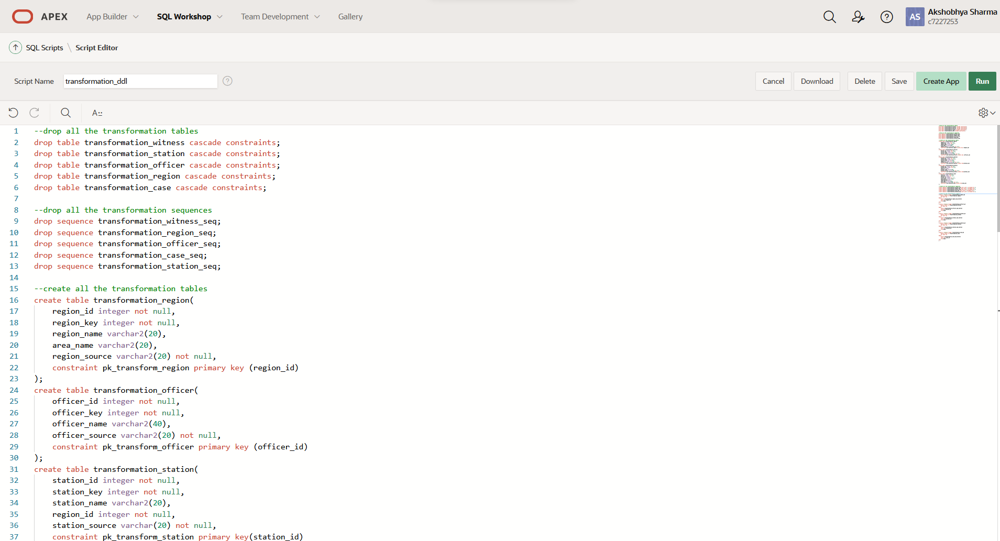 APEX App Builder SQL Workshop Team Development Gallery AS Akshobhya Sharma
c7227253
SQL Scripts \ Script Editor
Script Name transformation_ddl ? Cancel Download Delete Save Create App Run
A::
1 --drop all the transformation tables
2 drop table transformation_witness cascade constraints;
3 drop table transformation_station cascade constraints;
4 drop table transformation_officer cascade constraints;
5 drop table transformation_region cascade constraints;
6 drop table transformation_case cascade constraints;
7
8 --drop all the transformation sequences
9 drop sequence transformation_witness_seq;
10 drop sequence transformation_region_seq;
11 drop sequence transformation_officer_seq;
12 drop sequence transformation_case_seq;
13 drop sequence transformation_station_seq;
14
15 --create all the transformation tables
16 create table transformation_region(
17 region_id integer not null,
18 region_key integer not null,
19 region_name varchar2(20),
20 area_name varchar2(20),
21 region_source varchar2(20) not null,
22 constraint pk_transform_region primary key (region_id)
23 );
24 create table transformation_officer(
25 officer_id integer not null,
26 officer_key integer not null,
27 officer_name varchar2(40),
28 officer_source varchar2(20) not null,
29 constraint pk_transform_officer primary key (officer_id)
30 );
31 create table transformation_station(
32 station_id integer not null,
33 station_key integer not null,
34 station_name varchar2(20),
35 region_id integer not null,
36 station_source varchar(20) not null,
37 constraint pk_transform_station primary key(station_id)